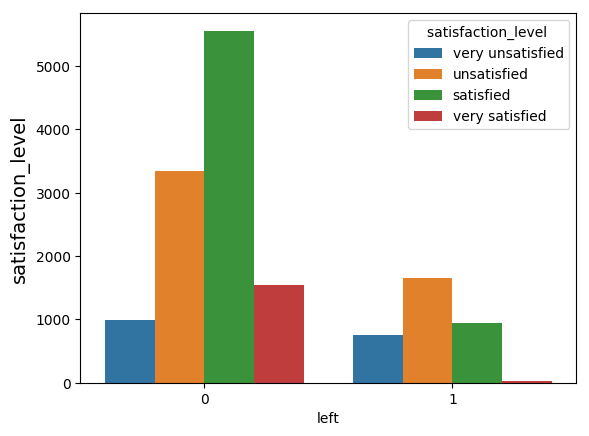 satisfaction_level
very unsatisfied
unsatisfied
satisfied
very satisfied
satisfaction_level
5000
4000
3000
2000
1000
0
0
1
left